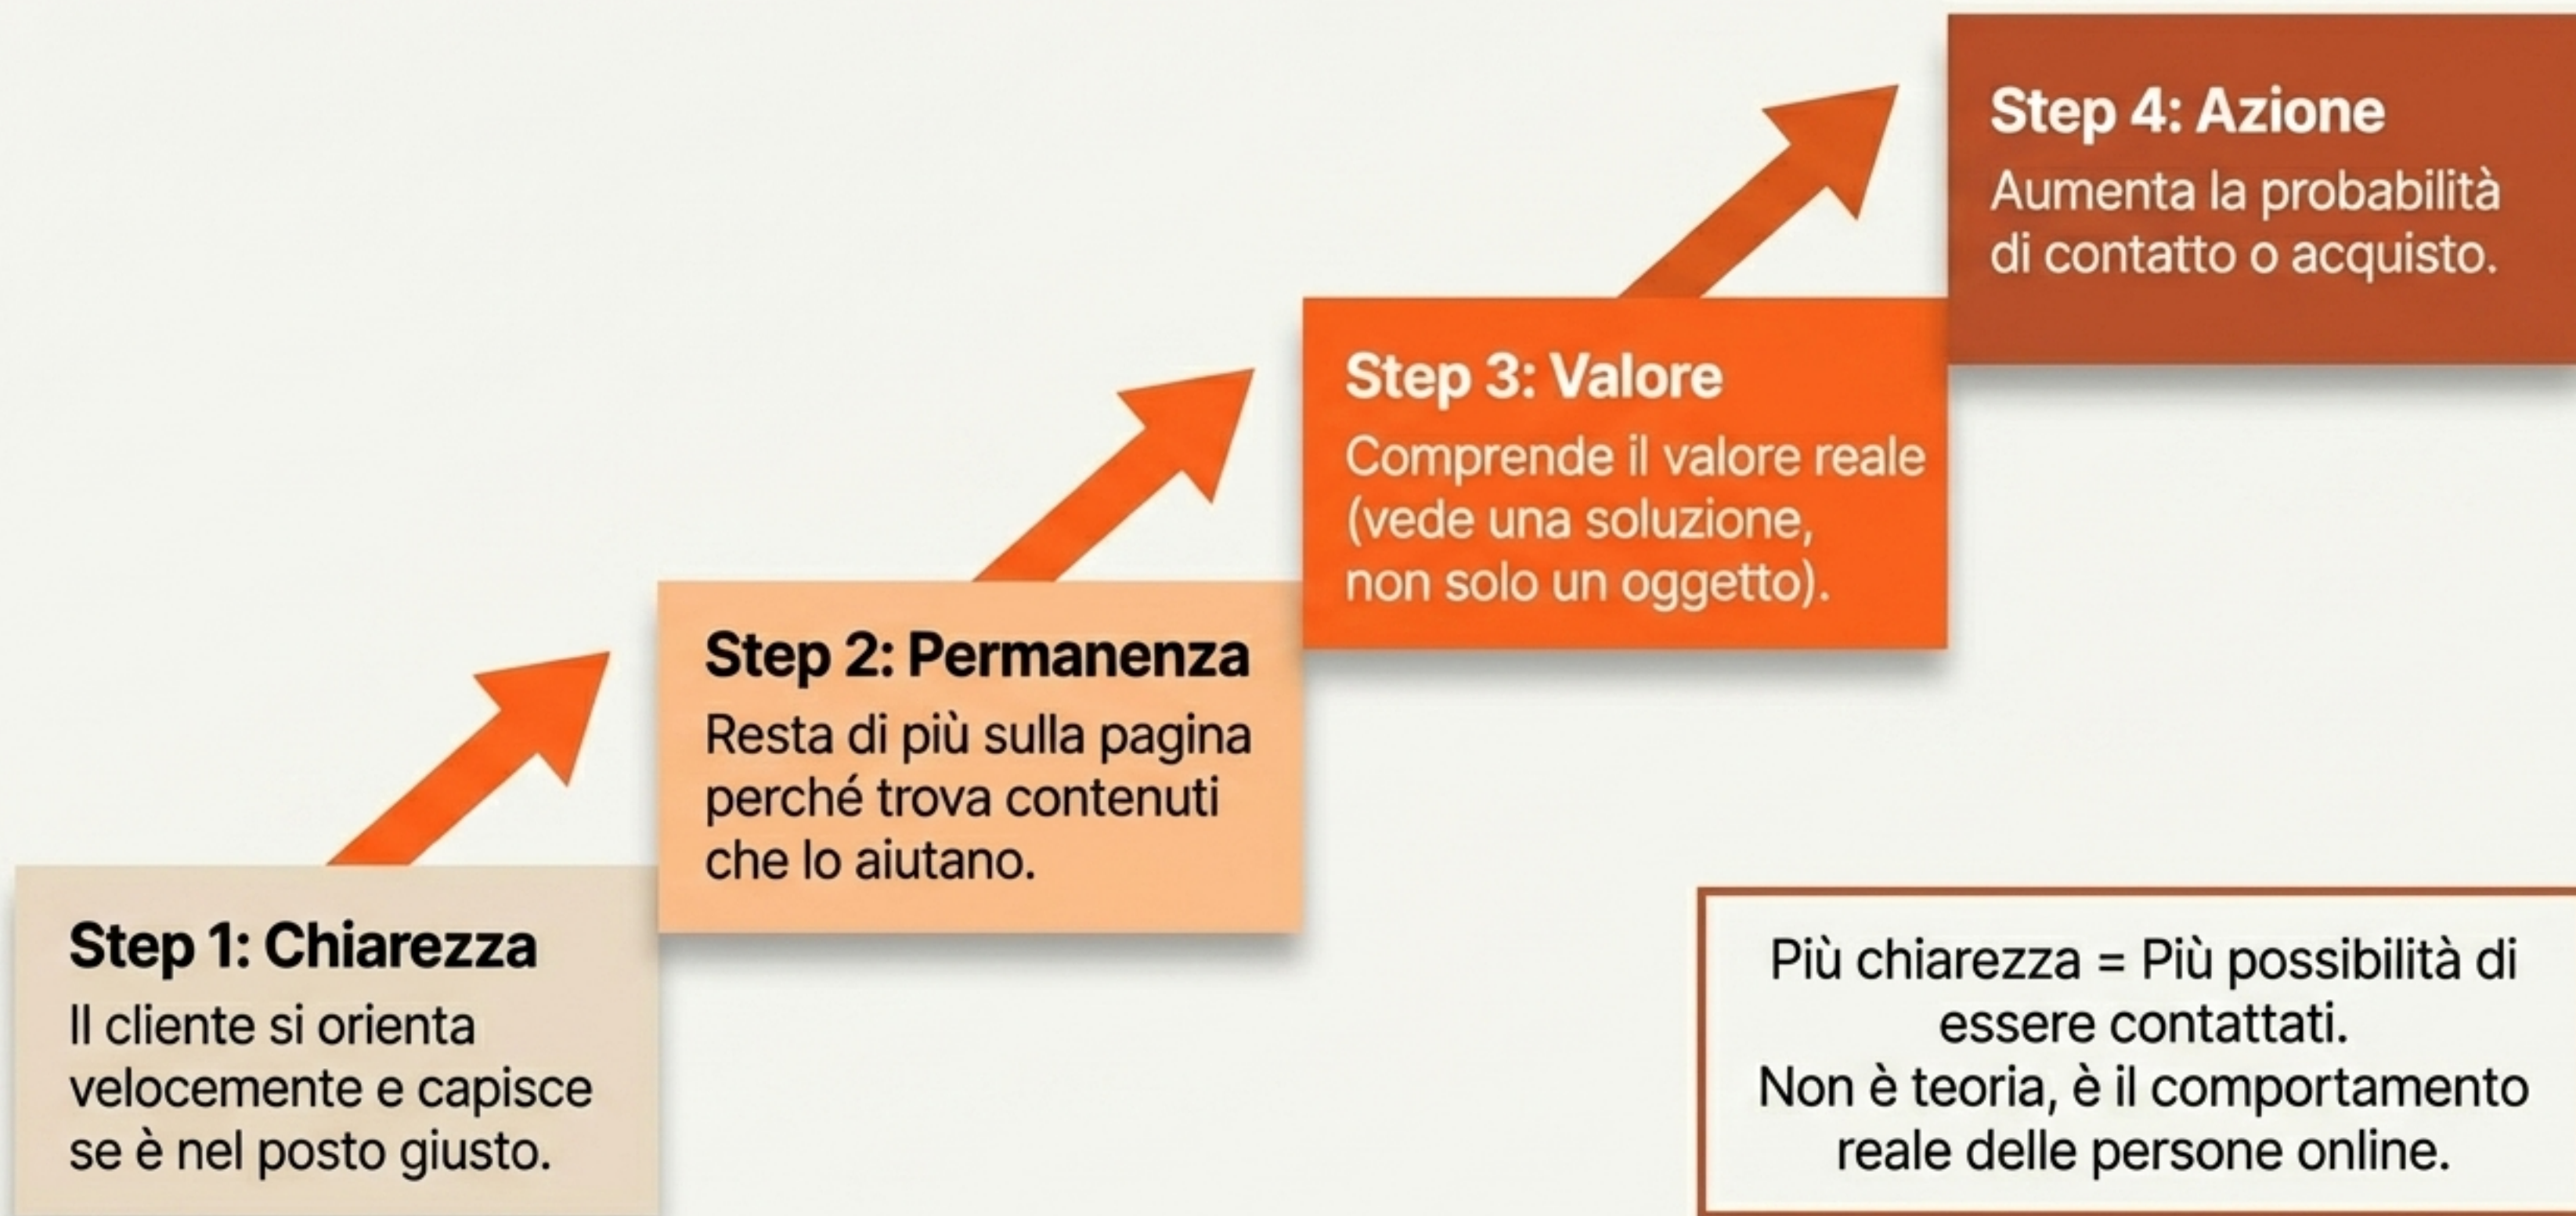 Step 1: Chiarezza
Il cliente si orienta
velocemente e capisce
se è nel posto giusto.
Step 2: Permanenza
Resta di più sulla pagina
perché trova contenuti
che lo aiutano.
Step 3: Valore
Comprende il valore reale
(vede una soluzione,
non solo un oggetto).
Step 4: Azione
Aumenta la probabilità
di contatto o acquisto.
Più chiarezza = Più possibilità di
essere contattati.
Non è teoria, è il comportamento
reale delle persone online.